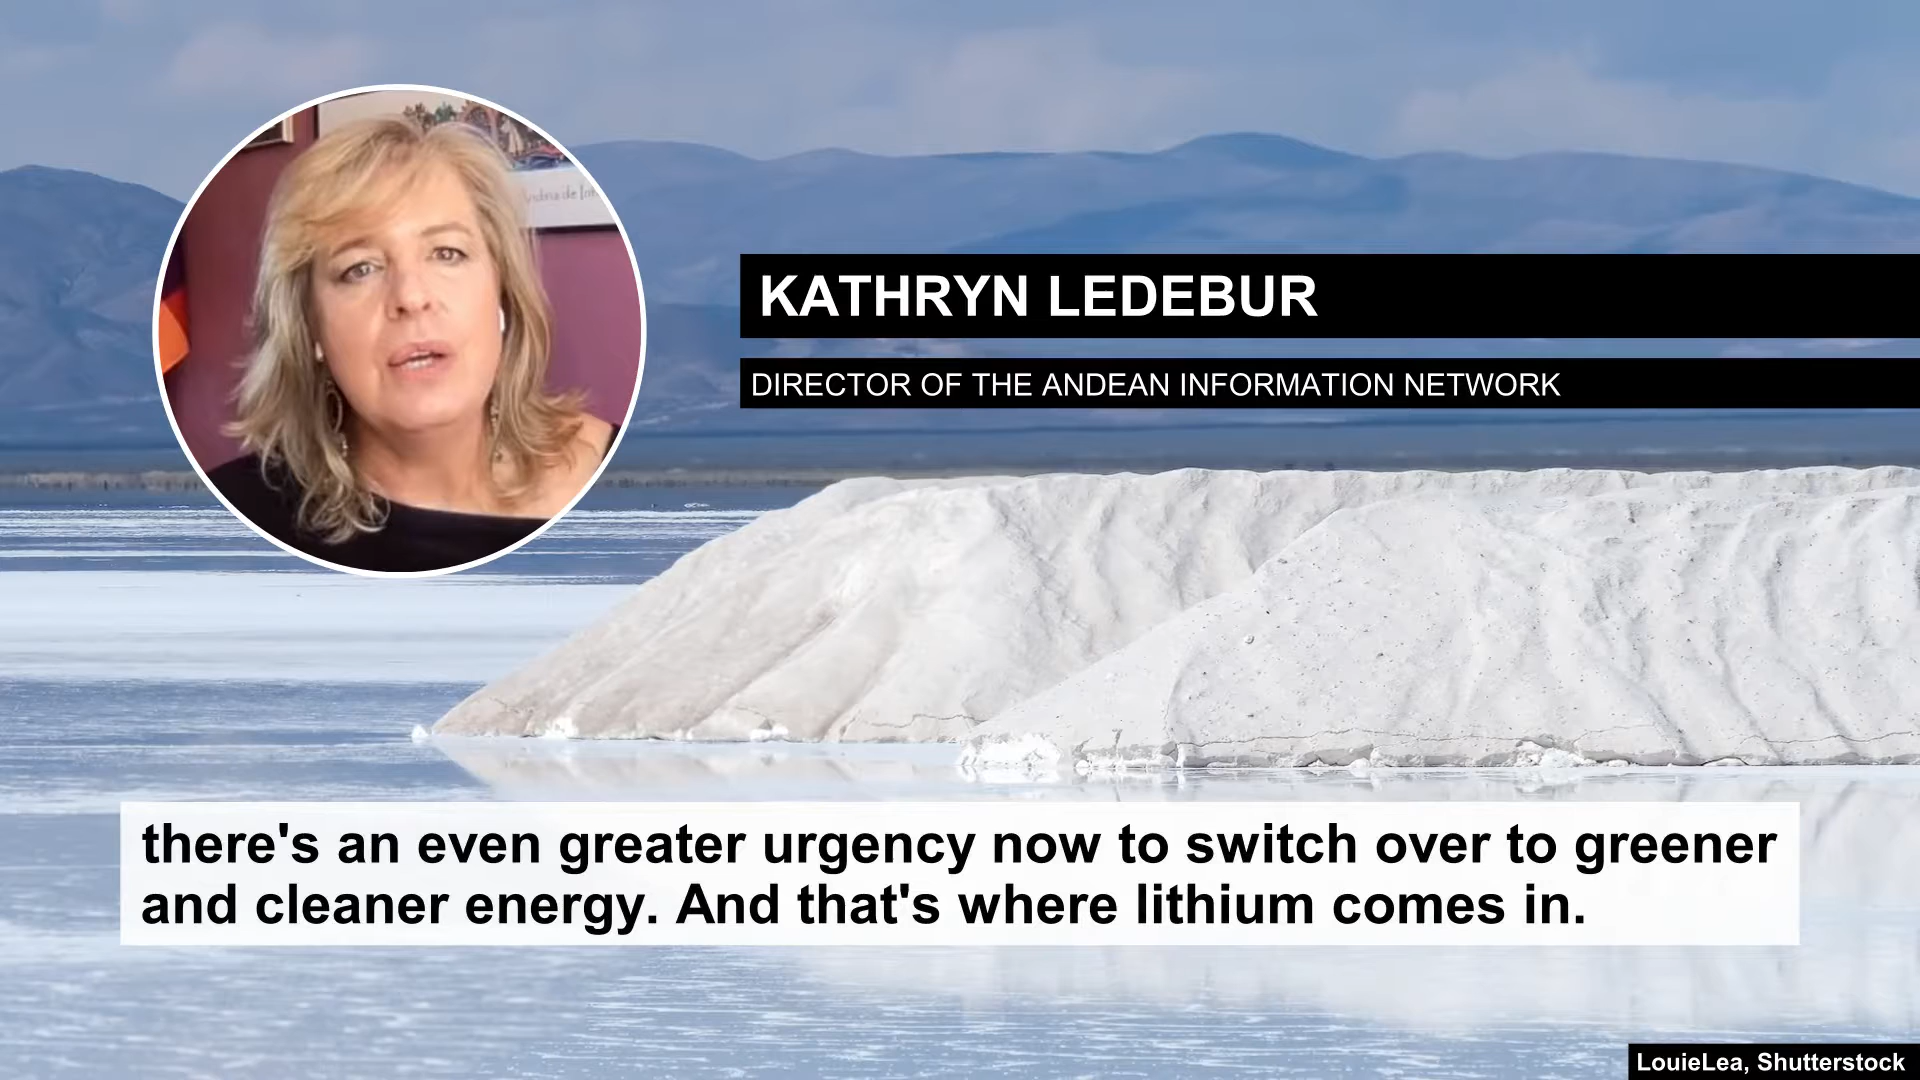 KATHRYN LEDEBUR
DIRECTOR OF THE ANDEAN INFORMATION NETWORK
there's an even greater urgency now to switch over to greener
and cleaner energy. And that's where lithium comes in.
LouieLea, Shutterstock